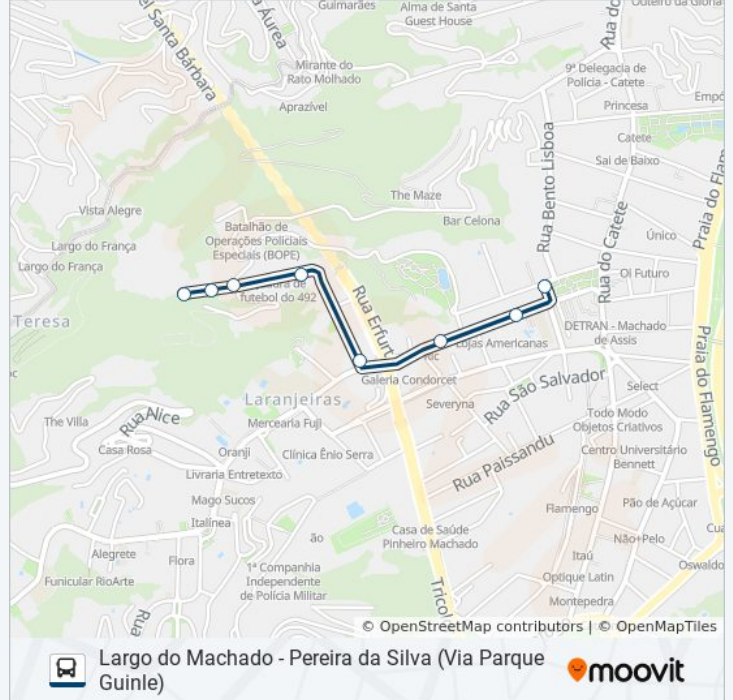 Guimarães
Alma de Santa
Guest House
Outeiro da Glória
al Santa Bárbara
a Áurea
Rua do
Mirante do
Rato Molhado
9ª Delegacia de
Polícia - Catete
Aprazível
Princesa
Empó
Catete
Rua Bento Lisboa
Sai de Baixo
Praia do Flam
The Maze
Vista Alegre
Bar Celona
Batalhão de
Operações Policiais
Especiais (BOPE)
Rua do Catete
Único
Largo do França
Largo do França
Oi Futuro
futebol do 492
Teresa
Rua Erfurt
DETRAN - Machado
de Assis
Lojas Americanas
Galeria Condorcet
Praia do Flamengo
Laranjeiras
Severyna
Rua São Salvador
Select
Rua Alice
The Villa
Mercearia Fuji
Todo Modo
Objetos Criativos
Casa Rosa
Oranji
Clínica Ênio Serra
Rua Paissandu
Centro Universitário
Bennett
Livraria Entretexto
Mago Sucos
Flamengo
Pão de Açúcar
Italínea
Casa de Saúde
Pinheiro Machado
ão
Não+Pelo
Cua
Alegrete
Flora
Itaú
Oswaldo
1ª Companhia
Independente
de Polícia Militar
Funicular RioArte
Optique Latin
Tricol
Montepedra
Rua
© OpenStreetMap contributors | © OpenMapTiles
Largo do Machado - Pereira da Silva (Via Parque
Guinle)
moovit